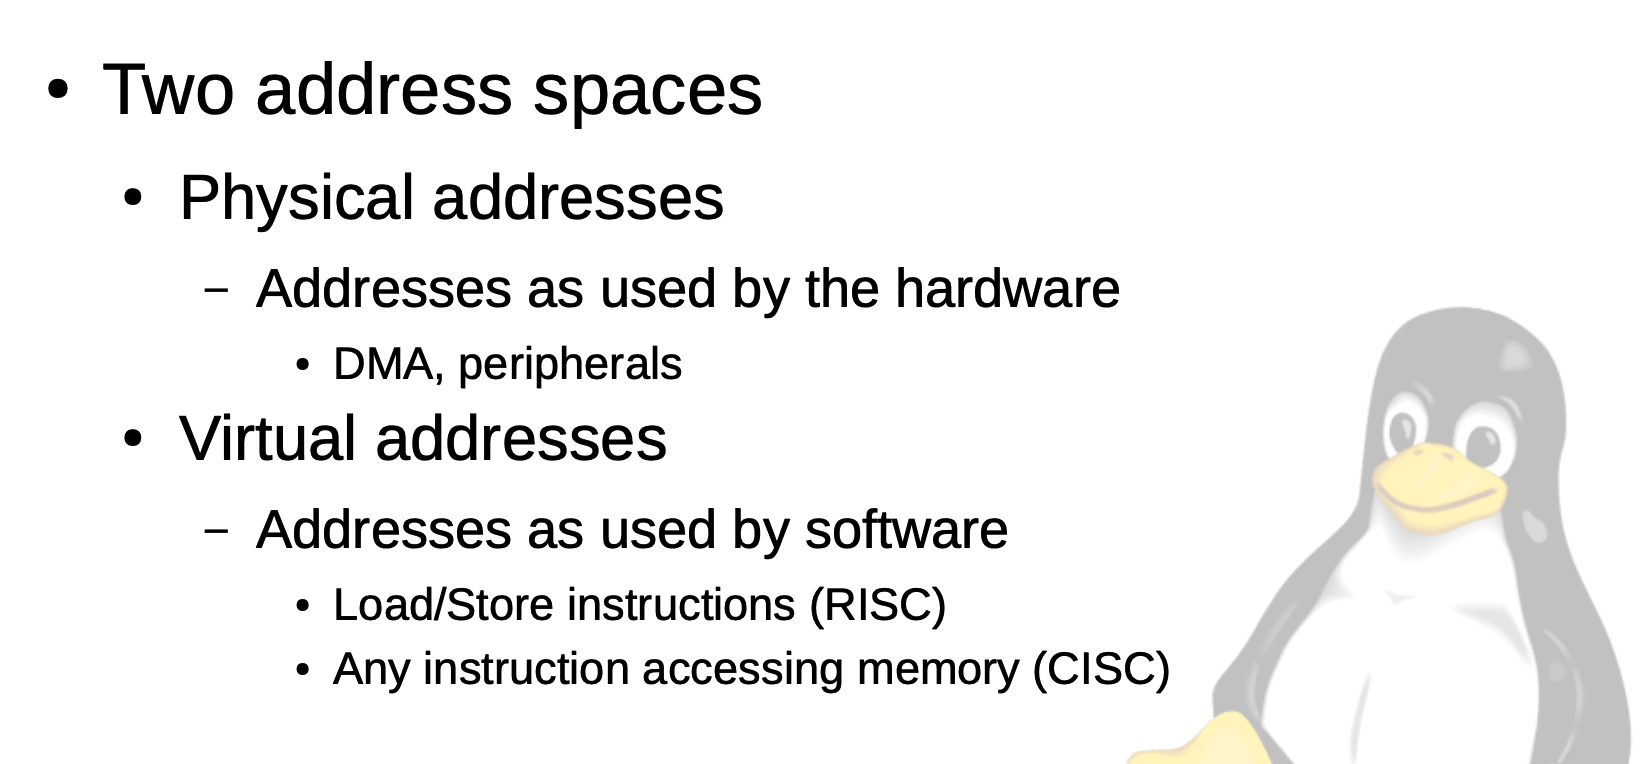 • Two address spaces
• Physical addresses
– Addresses as used by the hardware
• DMA, peripherals
• Virtual addresses
– Addresses as used by software
• Load/Store instructions (RISC)
• Any instruction accessing memory (CISC)